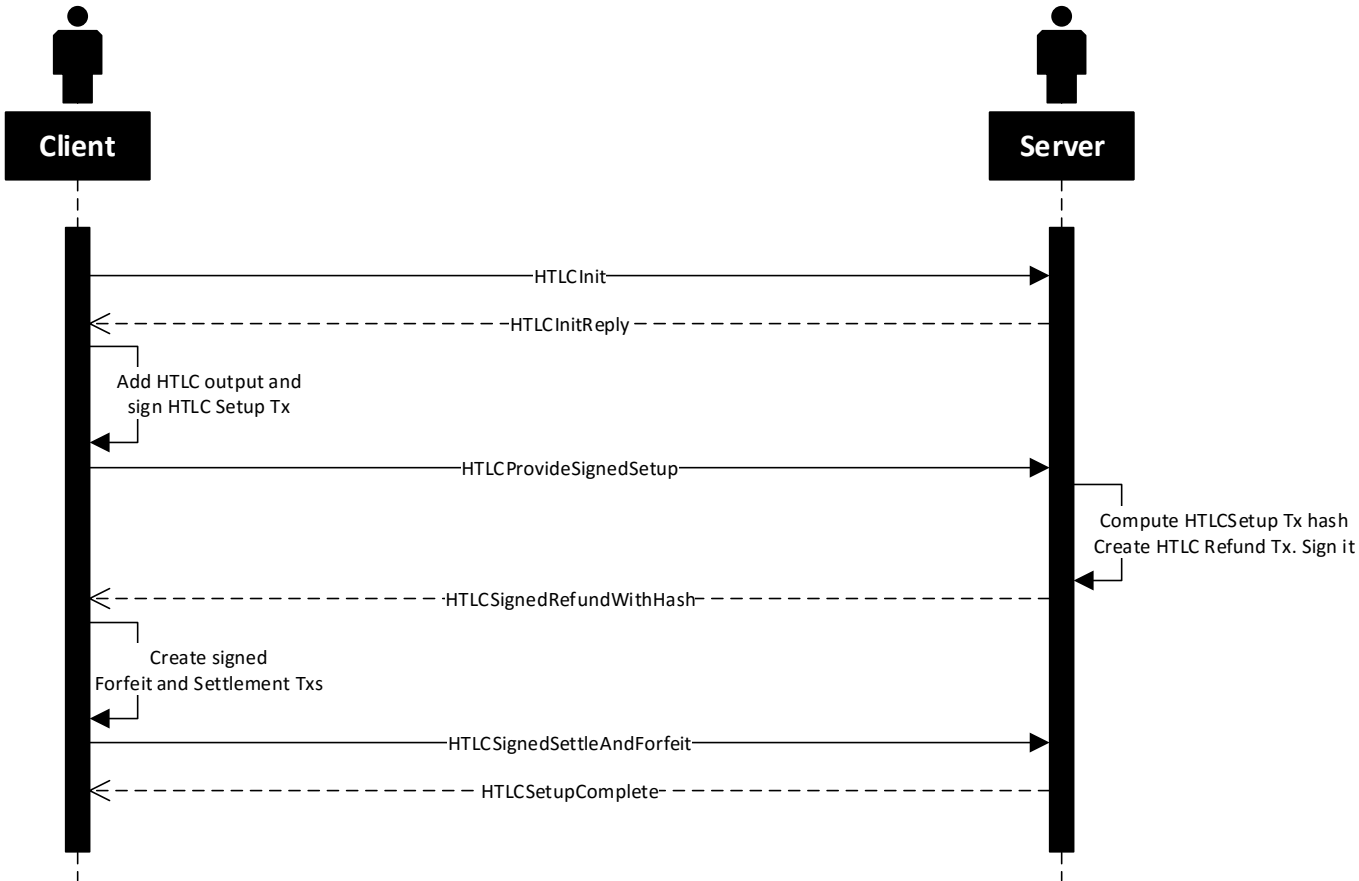 Client
Server
HTLCInit
HTLCInitReply
Add HTLC output and
sign HTLC Setup Tx
HTLCProvideSignedSetup
Compute HTLCSetup Tx hash
Create HTLC Refund Tx. Sign it
HTLCSignedRefundWithHash
Create signed
Forfeit and Settlement Txs
HTLCSignedSettleAndForfeit
HTLCSetupComplete